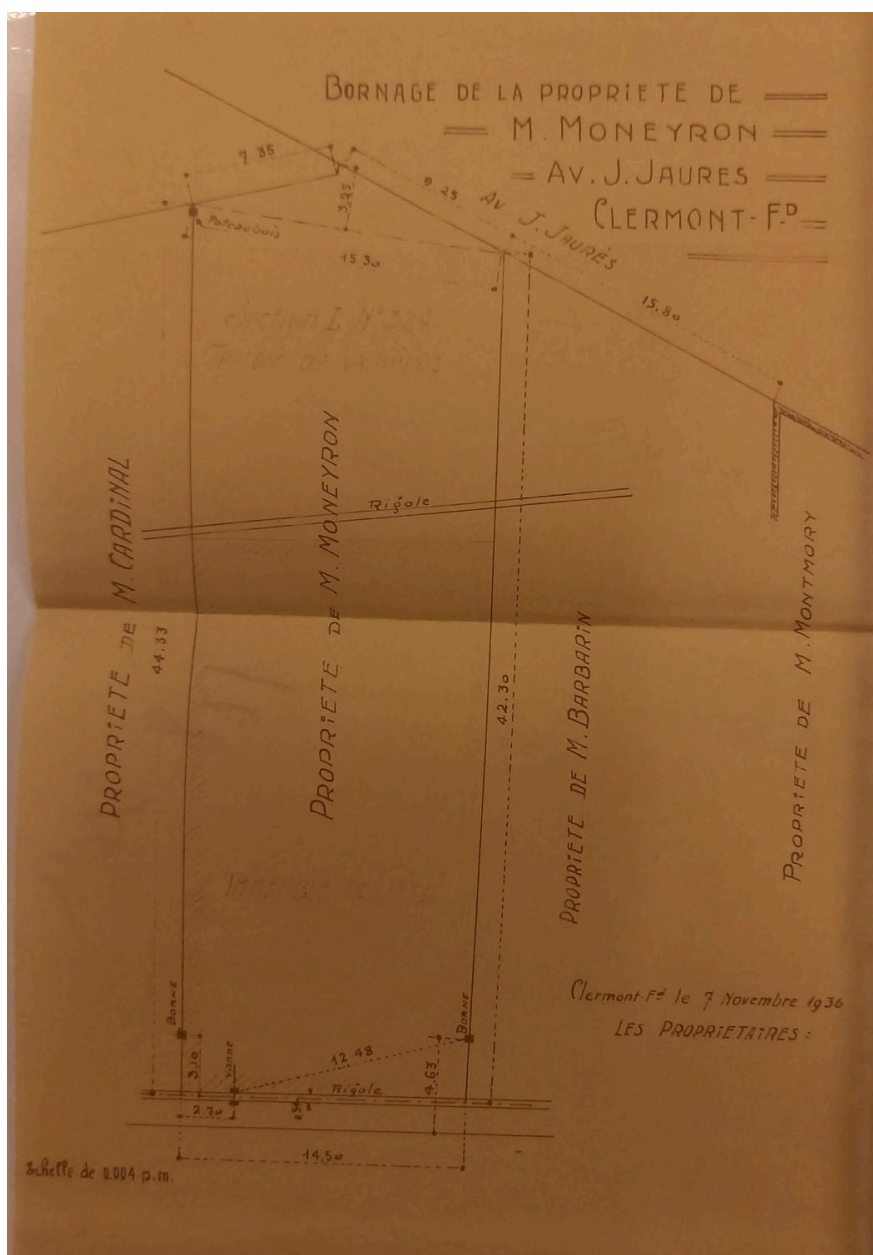 BORNAGE DE LA PROPRIETE DE
M. MONEYRON
AV. J. JAURES
CLERMONT-F.D
7.35
9.25
AV J. JAURÈS
3.75
15.30
15.80
Section I. N°
Rigole
PROPRIETE DE M. CARDINAL
PROPRIETE DE M. MONEYRON
PROPRIETE DE M. BARBARIN
PROPRIETE DE M. MONTMORY
44.33
42.30
Clermont-Fd le 7 Novembre 1936
LES PROPRIETAIRES :
BORNE
BORNE
3.10
12.48
4.63
Rigole
2.70
14.50
Echelle de 0.004 p.m.